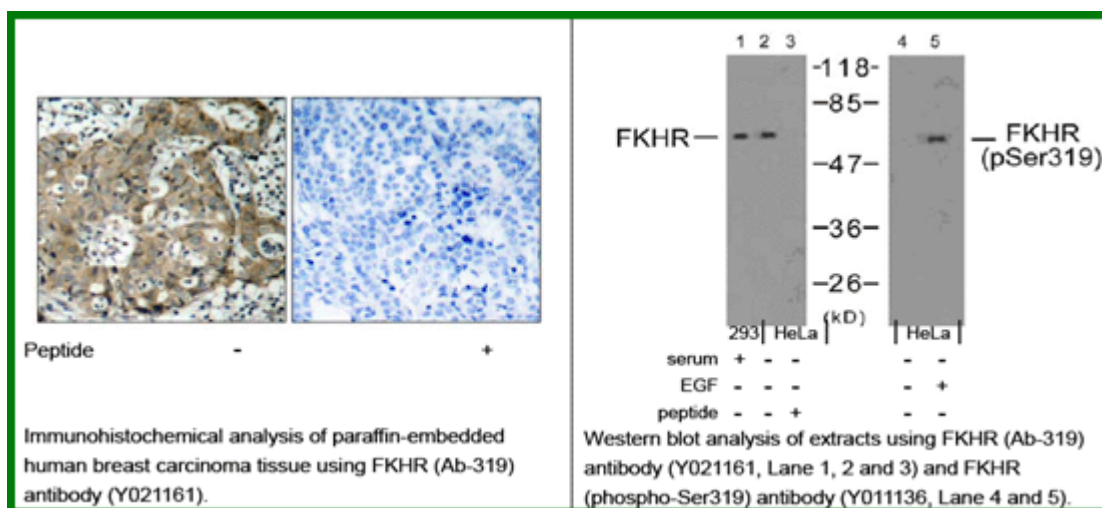 Peptide - +
Immunohistochemical analysis of paraffin-embedded
human breast carcinoma tissue using FKHR (Ab-319)
antibody (Y021161).
1 2 3 4 5
-118-
-85-
FKHR
FKHR
(pSer319)
-47-
-36-
-26-
(kD)
293 HeLa HeLa
serum + - - - -
EGF - - - - +
peptide - - + - -
Western blot analysis of extracts using FKHR (Ab-319)
antibody (Y021161, Lane 1, 2 and 3) and FKHR
(phospho-Ser319) antibody (Y011136, Lane 4 and 5).